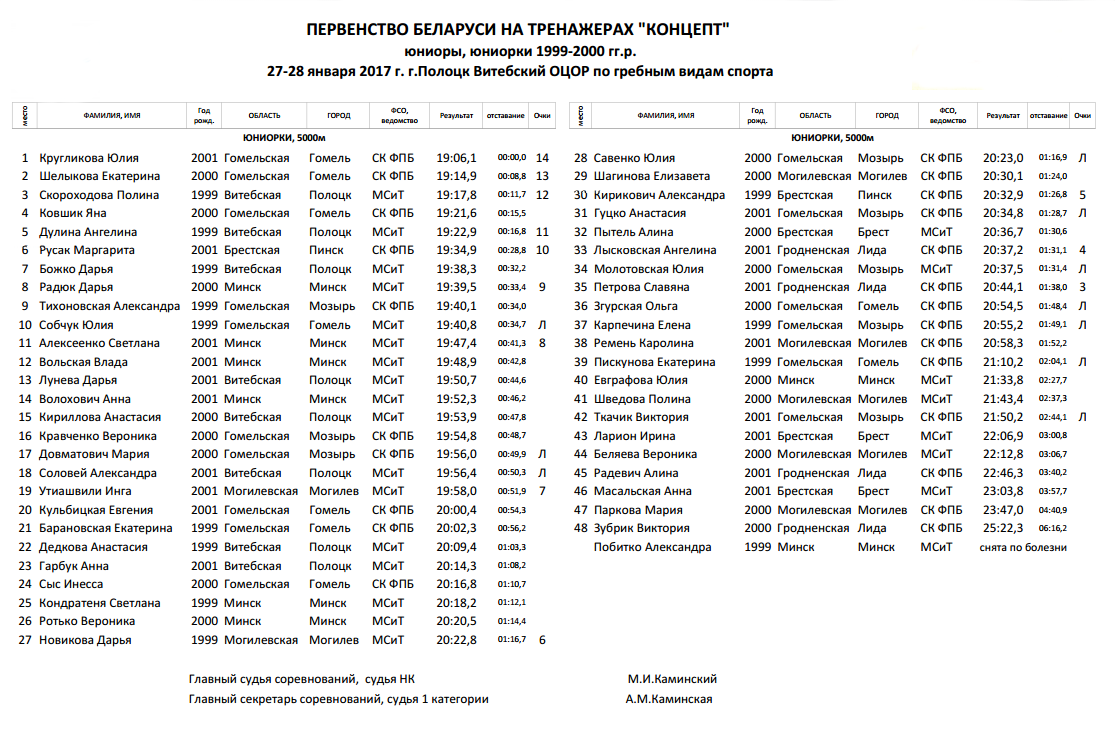 ПЕРВЕНСТВО БЕЛАРУСИ НА ТРЕНАЖЕРАХ "КОНЦЕПТ"
юниоры, юниорки 1999-2000 гг.р.
27-28 января 2017 г. г.Полоцк Витебский ОЦОР по гребным видам спорта
место ФАМИЛИЯ, ИМЯ Год рожд. ОБЛАСТЬ ГОРОД ФСО, ведомство Результат отставание Очки
ЮНИОРКИ, 5000м
1 Кругликова Юлия 2001 Гомельская Гомель СК ФПБ 19:06,1 00:00,0 14
2 Шелыкова Екатерина 2000 Гомельская Гомель СК ФПБ 19:14,9 00:08,8 13
3 Скороходова Полина 1999 Витебская Полоцк МСиТ 19:17,8 00:11,7 12
4 Ковшик Яна 2000 Гомельская Гомель СК ФПБ 19:21,6 00:15,5
5 Дулина Ангелина 1999 Витебская Полоцк МСиТ 19:22,9 00:16,8 11
6 Русак Маргарита 2001 Брестская Пинск СК ФПБ 19:34,9 00:28,8 10
7 Божко Дарья 1999 Витебская Полоцк МСиТ 19:38,3 00:32,2
8 Радюк Дарья 2000 Минск Минск МСиТ 19:39,5 00:33,4 9
9 Тихоновская Александра 1999 Гомельская Мозырь СК ФПБ 19:40,1 00:34,0
10 Собчук Юлия 1999 Гомельская Гомель МСиТ 19:40,8 00:34,7 Л
11 Алексеенко Светлана 2001 Минск Минск МСиТ 19:47,4 00:41,3 8
12 Вольская Влада 2001 Минск Минск МСиТ 19:48,9 00:42,8
13 Лунева Дарья 2001 Витебская Полоцк МСиТ 19:50,7 00:44,6
14 Волохович Анна 2001 Минск Минск МСиТ 19:52,3 00:46,2
15 Кириллова Анастасия 2000 Витебская Полоцк МСиТ 19:53,9 00:47,8
16 Кравченко Вероника 2000 Гомельская Мозырь СК ФПБ 19:54,8 00:48,7
17 Довматович Мария 2000 Гомельская Мозырь СК ФПБ 19:56,0 00:49,9 Л
18 Соловей Александра 2001 Витебская Полоцк МСиТ 19:56,4 00:50,3 Л
19 Утиашвили Инга 2001 Могилевская Могилев МСиТ 19:58,0 00:51,9 7
20 Кульбицкая Евгения 2001 Гомельская Гомель СК ФПБ 20:00,4 00:54,3
21 Барановская Екатерина 1999 Гомельская Гомель СК ФПБ 20:02,3 00:56,2
22 Дедкова Анастасия 1999 Витебская Полоцк МСиТ 20:09,4 01:03,3
23 Гарбук Анна 2001 Витебская Полоцк МСиТ 20:14,3 01:08,2
24 Сыс Инесса 2000 Гомельская Гомель СК ФПБ 20:16,8 01:10,7
25 Кондратеня Светлана 1999 Минск Минск МСиТ 20:18,2 01:12,1
26 Ротько Вероника 2000 Минск Минск МСиТ 20:20,5 01:14,4
27 Новикова Дарья 1999 Могилевская Могилев МСиТ 20:22,8 01:16,7 6
место ФАМИЛИЯ, ИМЯ Год рожд. ОБЛАСТЬ ГОРОД ФСО, ведомство Результат отставание Очки
ЮНИОРКИ, 5000м
28 Савенко Юлия 2000 Гомельская Мозырь СК ФПБ 20:23,0 01:16,9 Л
29 Шагинова Елизавета 2000 Могилевская Могилев СК ФПБ 20:30,1 01:24,0
30 Кирикович Александра 1999 Брестская Пинск СК ФПБ 20:32,9 01:26,8 5
31 Гуцко Анастасия 2001 Гомельская Мозырь СК ФПБ 20:34,8 01:28,7 Л
32 Пытель Алина 2000 Брестская Брест СК ФПБ 20:36,7 01:30,6
33 Лысковская Ангелина 2001 Гродненская Лида СК ФПБ 20:37,2 01:31,1 4
34 Молотовская Юлия 2000 Гомельская Мозырь МСиТ 20:37,5 01:31,4 Л
35 Петрова Славяна 2001 Гродненская Лида СК ФПБ 20:44,1 01:38,0 3
36 Згурская Ольга 2000 Гомельская Гомель СК ФПБ 20:54,5 01:48,4 Л
37 Карпечина Елена 1999 Гомельская Мозырь СК ФПБ 20:55,2 01:49,1 Л
38 Ремень Каролина 2001 Могилевская Могилев СК ФПБ 20:58,3 01:52,2
39 Пискунова Екатерина 1999 Гомельская Гомель СК ФПБ 21:10,2 02:04,1 Л
40 Евграфова Юлия 2000 Минск Минск МСиТ 21:33,8 02:27,7
41 Шведова Полина 2000 Могилевская Могилев МСиТ 21:43,4 02:37,3
42 Ткачик Виктория 2001 Гомельская Мозырь СК ФПБ 21:50,2 02:44,1 Л
43 Ларион Ирина 2001 Брестская Брест МСиТ 22:06,9 03:00,8
44 Беляева Вероника 2000 Могилевская Могилев МСиТ 22:12,8 03:06,7
45 Радевич Алина 2001 Гродненская Лида СК ФПБ 22:46,3 03:40,2
46 Масальская Анна 2001 Брестская Брест МСиТ 23:03,8 03:57,7
47 Паркова Мария 2000 Могилевская Могилев СК ФПБ 23:47,0 04:40,9
48 Зубрик Виктория 2000 Гродненская Лида СК ФПБ 25:22,3 06:16,2
Побитко Александра 1999 Минск Минск МСиТ снята по болезни
Главный судья соревнований, судья НК М.И.Каминский
Главный секретарь соревнований, судья 1 категории А.М.Каминская